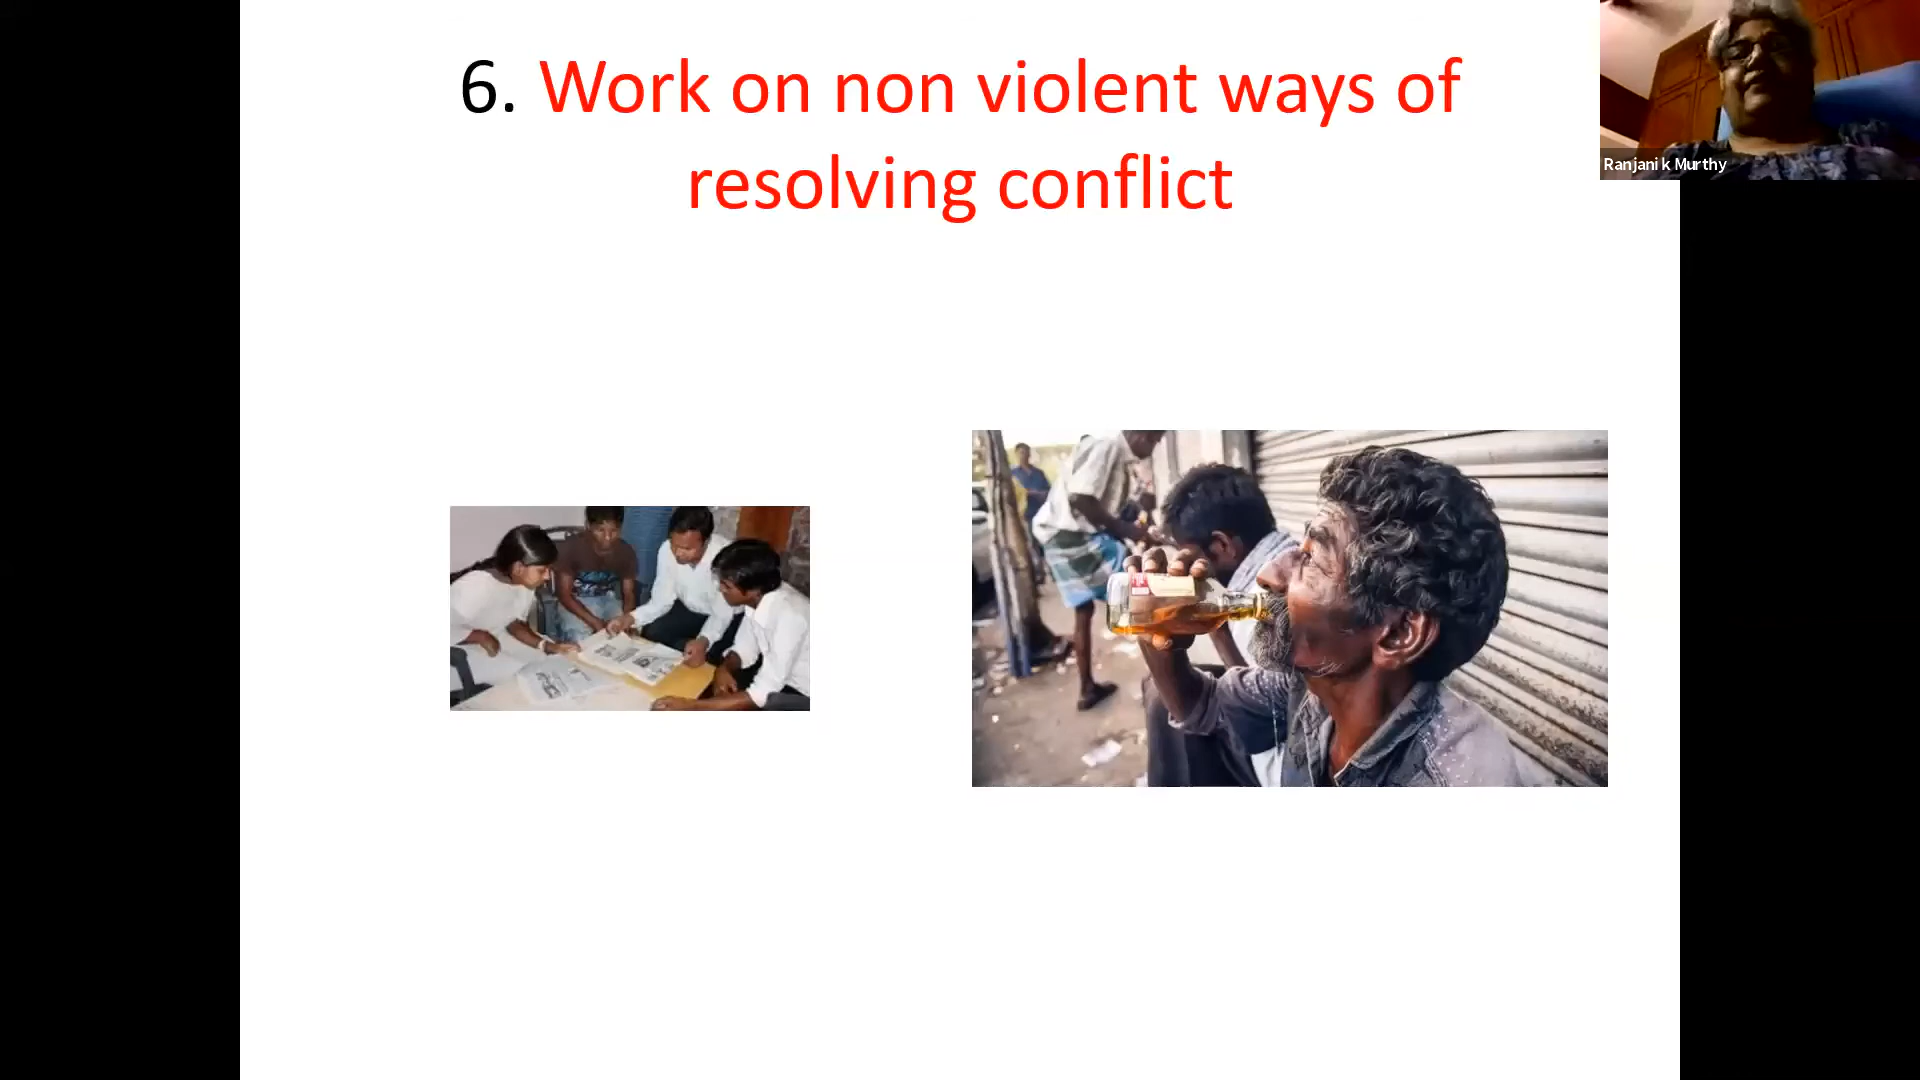 6. Work on non violent ways of
resolving conflict
Ranjani k Murthy